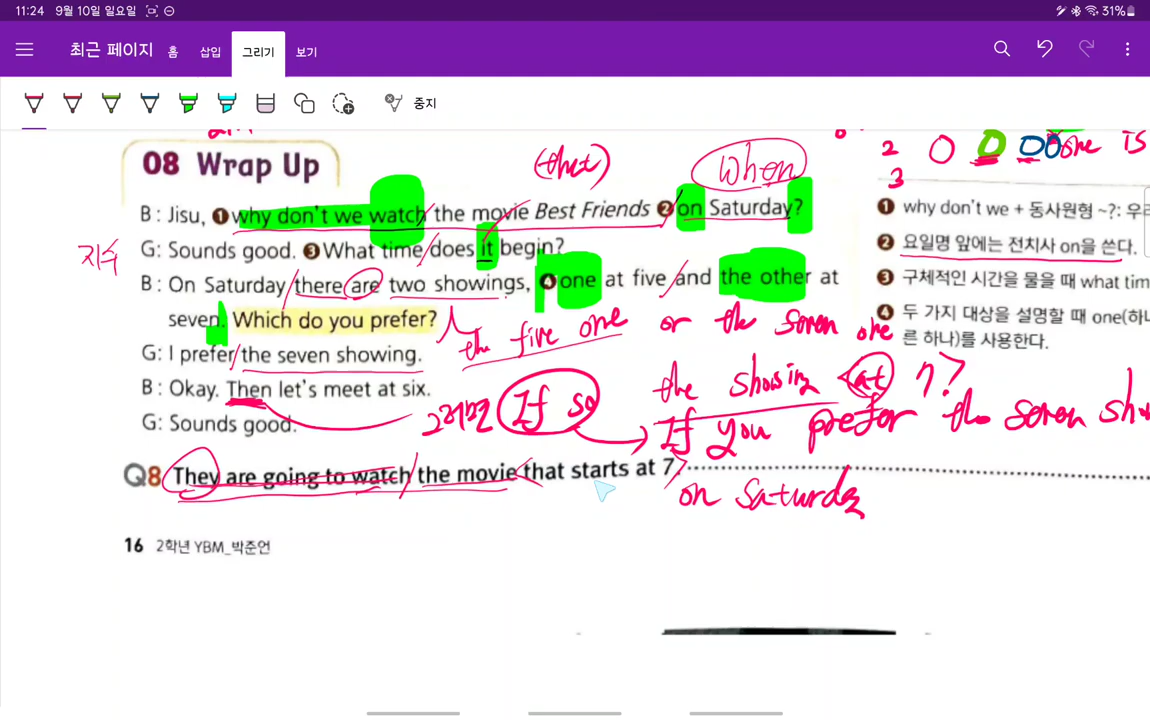 11:24 9월 10일 일요일 31%
최근 페이지 홈 삽입 그리기 보기
중지
2 one is
3
08 Wrap Up (that) When
B : Jisu, ❶ why don't we watch the movie Best Friends ❷ on Saturday?
지수 G : Sounds good. ❸ What time does it begin?
B : On Saturday there are two showings, ❹ one at five and the other at
seven. Which do you prefer? the five one or the seven one
G : I prefer the seven showing. the showing at 7?
B : Okay. Then let's meet at six. 그러면 If so If you prefer the seven
G : Sounds good.
Q8 They are going to watch the movie that starts at 7.
on Saturday
❶ why don't we + 동사원형 ~?: 우리
❷ 요일명 앞에는 전치사 on을 쓴다.
❸ 구체적인 시간을 물을 때 what tim
❹ 두 가지 대상을 설명할 때 one(하나
른 하나)를 사용한다.
16 2학년 YBM_박준언